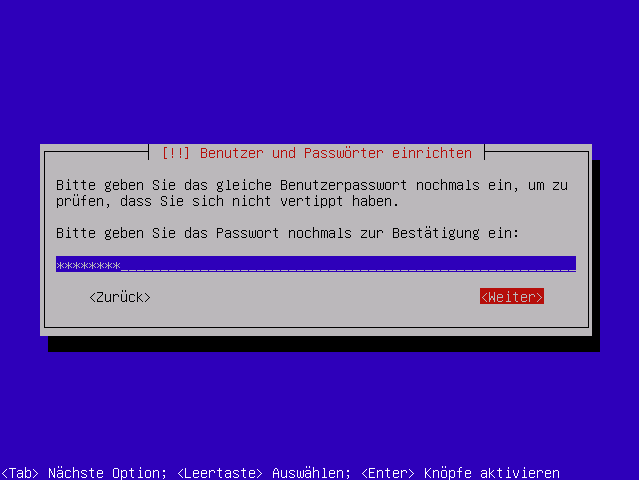 [!!] Benutzer und Passwörter einrichten
Bitte geben Sie das gleiche Benutzerpasswort nochmals ein, um zu
prüfen, dass Sie sich nicht vertippt haben.
Bitte geben Sie das Passwort nochmals zur Bestätigung ein:
********
<Zurück> <Weiter>
<Tab> Nächste Option; <Leertaste> Auswählen; <Enter> Knöpfe aktivieren